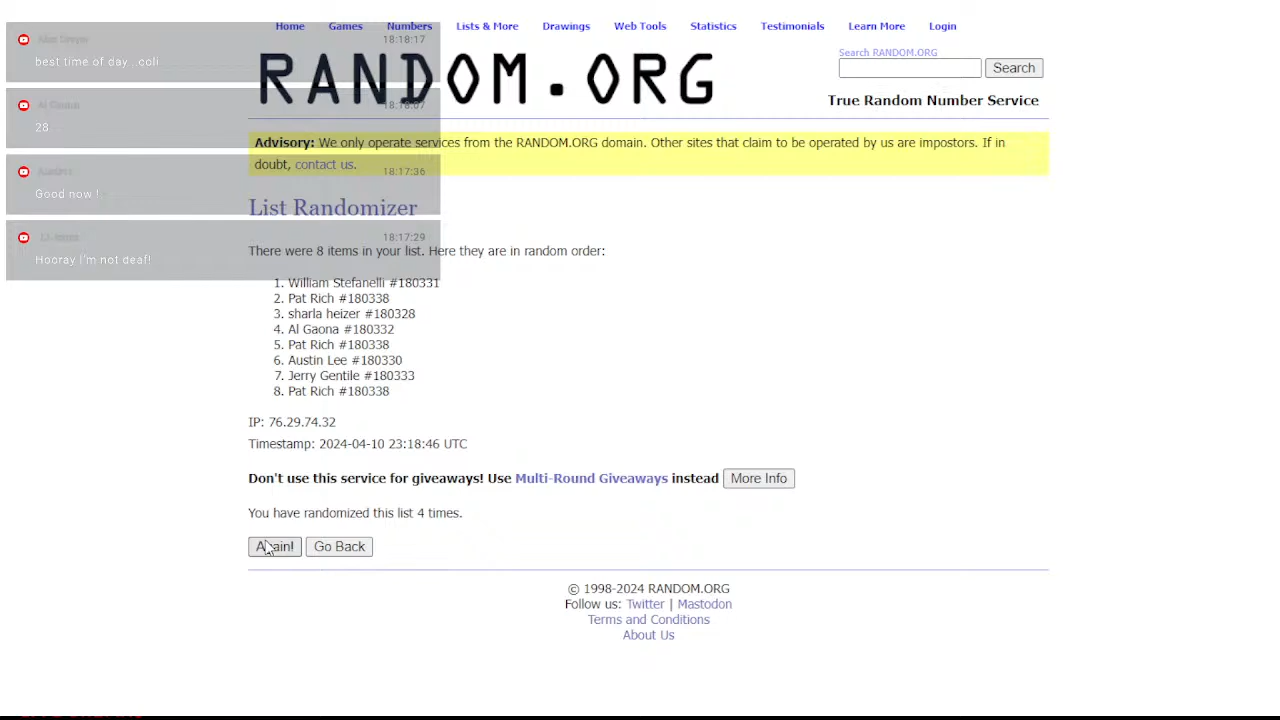 Home Games Numbers Lists & More Drawings Web Tools Statistics Testimonials Learn More Login
18:18:17
best time of day ..coli
RANDOM.ORG
Search RANDOM.ORG
Search
True Random Number Service
Al Gaona 18:18:07
28..
Advisory: We only operate services from the RANDOM.ORG domain. Other sites that claim to be operated by us are impostors. If in
doubt, contact us.
18:17:36
Good now !
List Randomizer
18:17:29
Hooray I'm not deaf!
There were 8 items in your list. Here they are in random order:
1. William Stefanelli #180331
2. Pat Rich #180338
3. sharla heizer #180328
4. Al Gaona #180332
5. Pat Rich #180338
6. Austin Lee #180330
7. Jerry Gentile #180333
8. Pat Rich #180338
IP: 76.29.74.32
Timestamp: 2024-04-10 23:18:46 UTC
Don't use this service for giveaways! Use Multi-Round Giveaways instead More Info
You have randomized this list 4 times.
Again! Go Back
© 1998-2024 RANDOM.ORG
Follow us: Twitter | Mastodon
Terms and Conditions
About Us